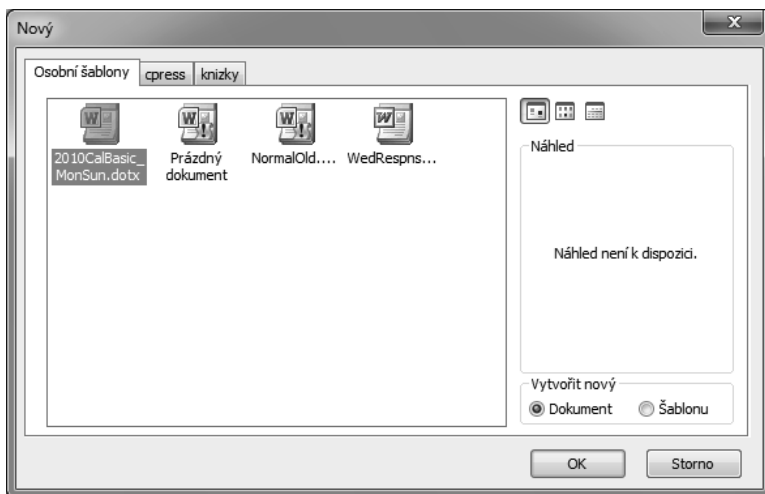 Nový
Osobní šablony cpress knizky
2010CalBasic_
MonSun.dotx
Prázdný
dokument
NormalOld....
WedRespns...
Náhled
Náhled není k dispozici.
Vytvořit nový
Dokument Šablonu
OK Storno